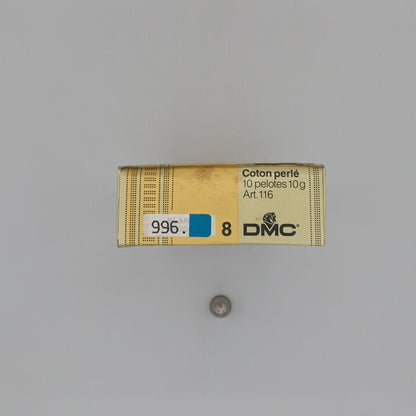 Coton perlé
10 pelotes 10g
Art. 116
996.
8
DMC